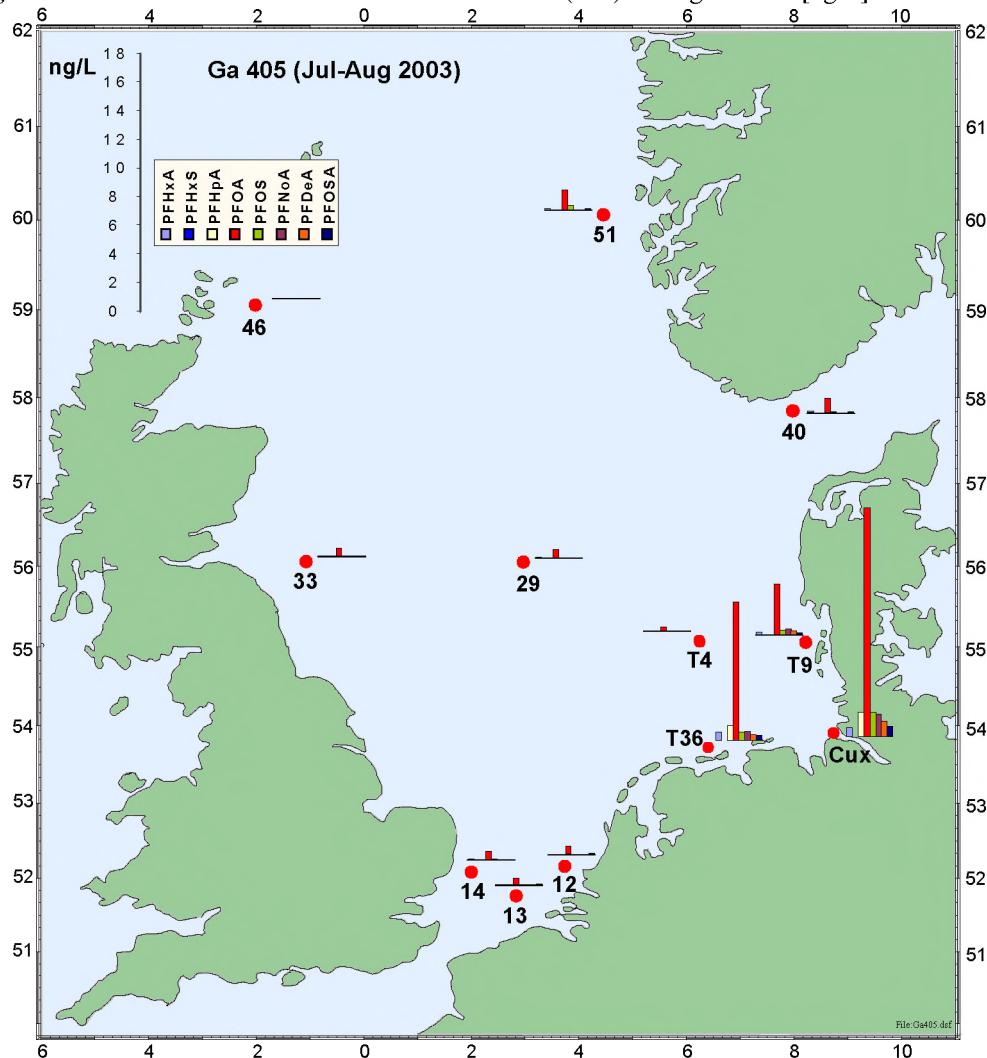 6 4 2 0 2 4 6 8 10
62 62
ng/L
18
Ga 405 (Jul-Aug 2003)
16
14
61 61
12
10
PFHxA
PFHxS
PFHpA
PFOA
PFOS
PFNoA
PFDeA
PFOSA
8
60 60
6
51
4
2
0
59 59
46
58 58
40
57 57
56 56
33
29
55 55
T4
T9
54 54
T36
Cux
53 53
52 52
14
12
13
51 51
File:Ga405.dsf
6 4 2 0 2 4 6 8 10